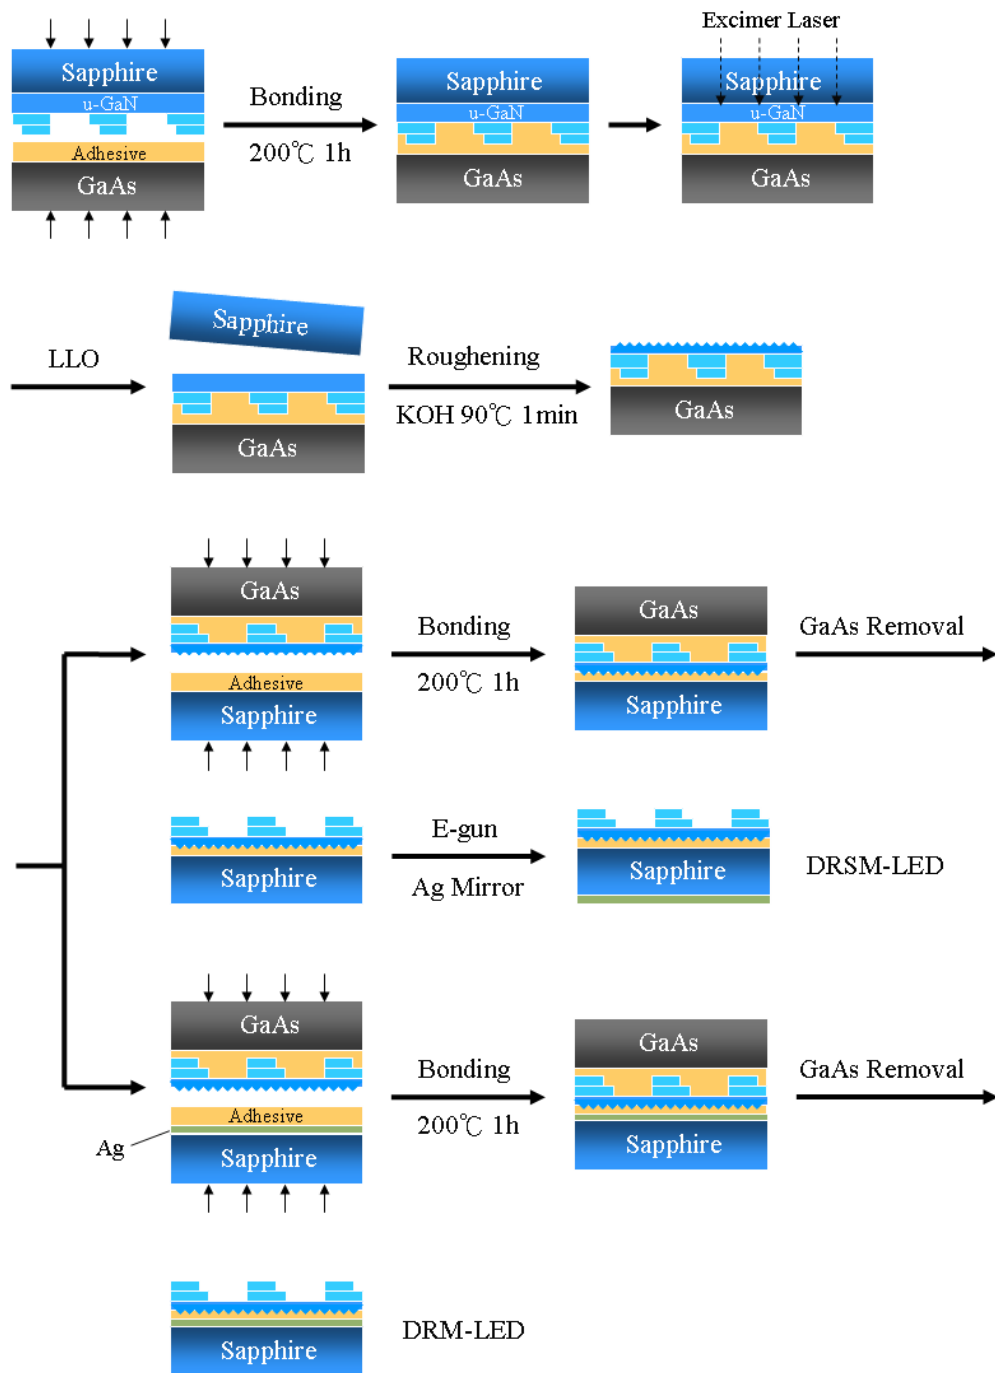 Excimer Laser
Sapphire
u-GaN
Adhesive
GaAs
Bonding
200℃ 1h
Sapphire
u-GaN
GaAs
Sapphire
u-GaN
GaAs
LLO
Sapphire
GaAs
Roughening
KOH 90℃ 1min
GaAs
GaAs
Adhesive
Sapphire
Bonding
200℃ 1h
GaAs
Sapphire
GaAs Removal
Sapphire
E-gun
Ag Mirror
Sapphire
DRSM-LED
GaAs
Adhesive
Ag
Sapphire
Bonding
200℃ 1h
GaAs
Sapphire
GaAs Removal
Sapphire
DRM-LED